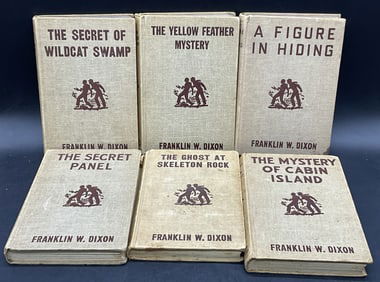 THE SECRET OF
WILDCAT SWAMP
FRANKLIN W. DIXON
THE YELLOW FEATHER
MYSTERY
FRANKLIN W. DIXON
A FIGURE
IN HIDING
FRANKLIN W. DIXON
THE SECRET
PANEL
FRANKLIN W. DIXON
THE GHOST AT
SKELETON ROCK
FRANKLIN W. DIXON
THE MYSTERY
OF CABIN
ISLAND
FRANKLIN W. DIXON